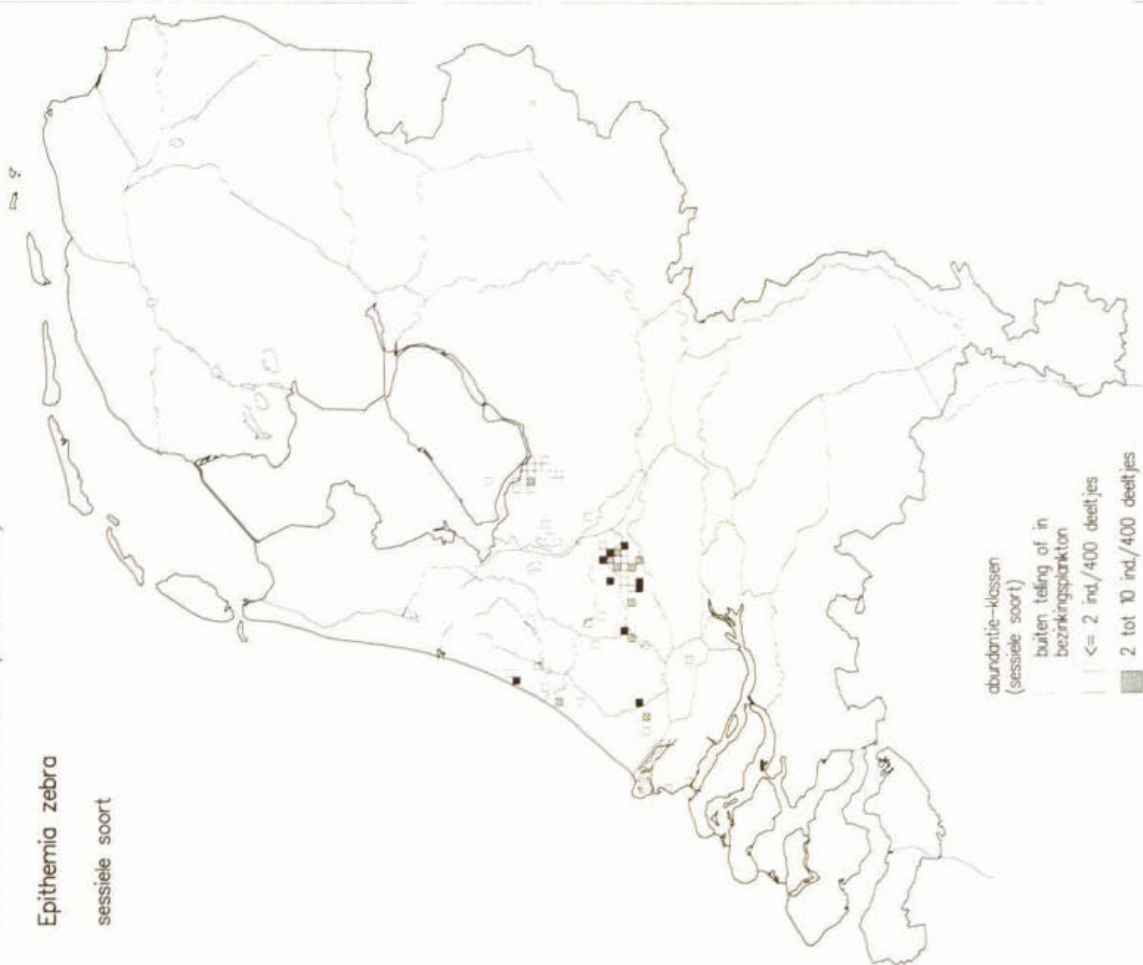 Epithemia zebra
sessiele soort
abundantie-klassen
(sessiele soort)
buiten telling of in
bezinkingsplankton
<= 2 ind./400 deeltjes
2 tot 10 ind./400 deeltjes